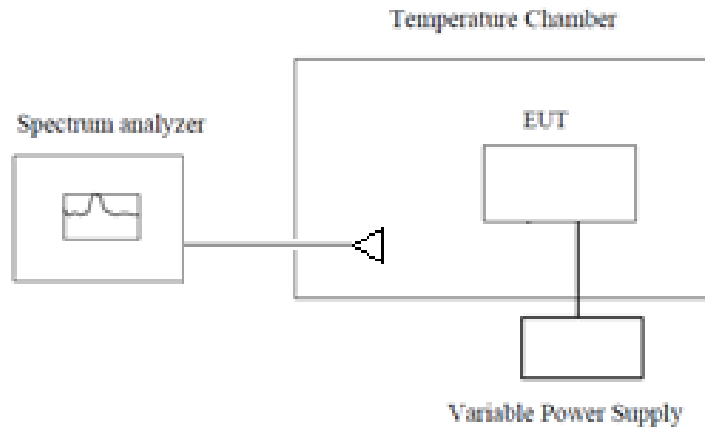 Temperature Chamber
Spectrum analyzer
EUT
Variable Power Supply